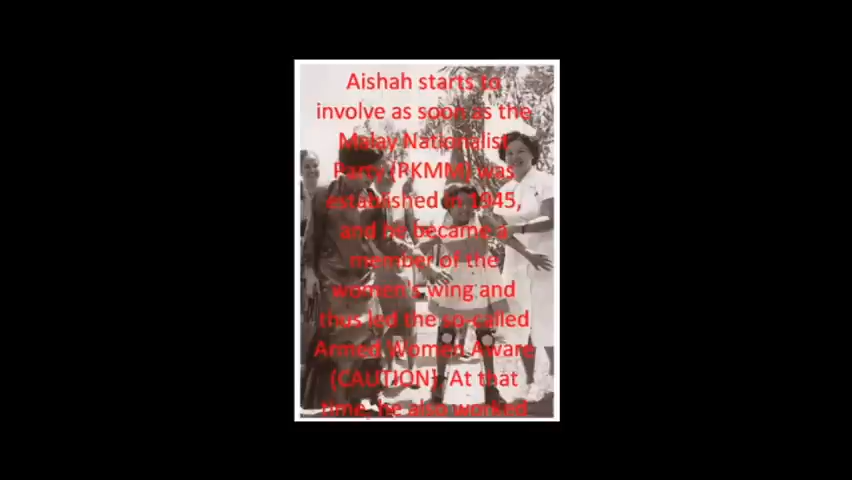 Aishah starts to
involve as soon as the
Malay Nationalist
Party (PKMM) was
established in 1945,
and he became a
member of the
women's wing and
thus led the so-called
Armed Women Aware
(CAUTION). At that
time, he also worked